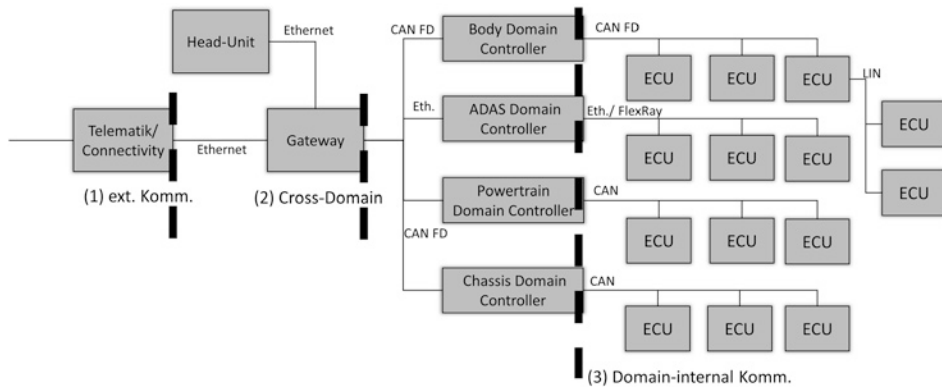 Head-Unit
Ethernet
Telematik/
Connectivity
Ethernet
Gateway
(1) ext. Komm.
(2) Cross-Domain
CAN FD
Body Domain
Controller
CAN FD
ECU
ECU
ECU
LIN
ECU
ECU
Eth.
ADAS Domain
Controller
Eth./ FlexRay
ECU
ECU
ECU
Powertrain
Domain Controller
CAN
ECU
ECU
ECU
CAN FD
Chassis Domain
Controller
CAN
ECU
ECU
ECU
(3) Domain-internal Komm.